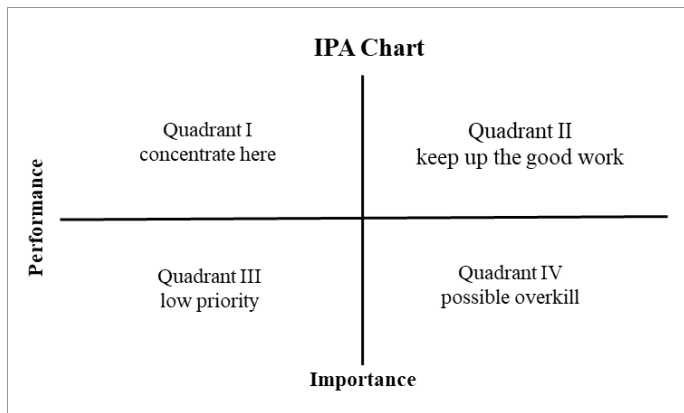 IPA Chart
Quadrant I
concentrate here
Quadrant II
keep up the good work
Performance
Quadrant III
low priority
Quadrant IV
possible overkill
Importance